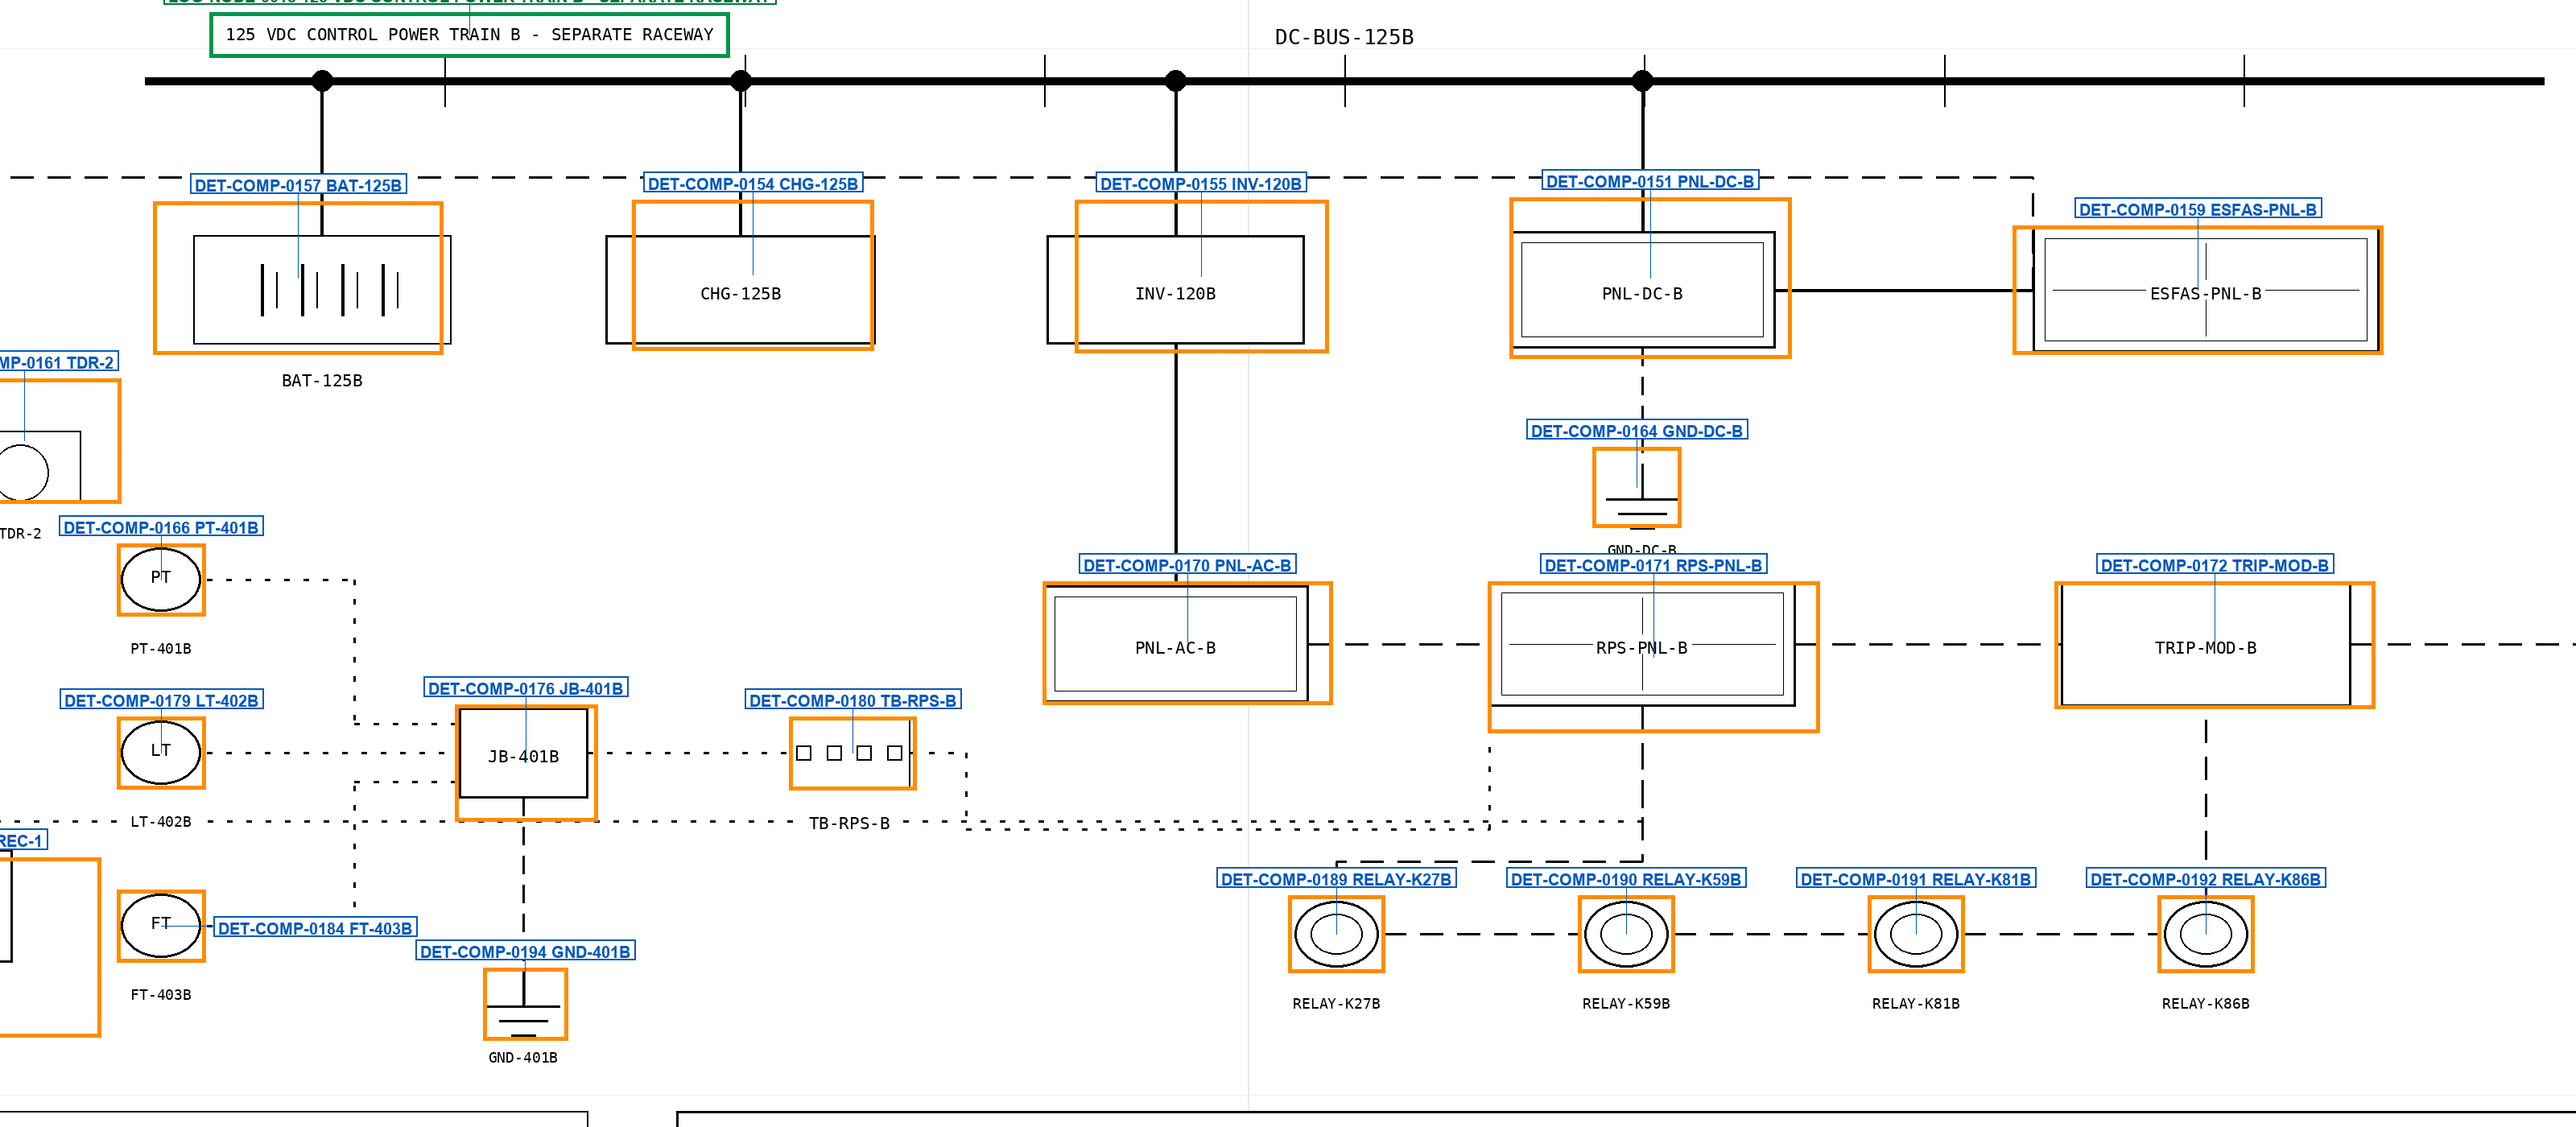 125 VDC CONTROL POWER TRAIN B - SEPARATE RACEWAY
DC-BUS-125B
DET-COMP-0157 BAT-125B
DET-COMP-0154 CHG-125B
DET-COMP-0155 INV-120B
DET-COMP-0151 PNL-DC-B
DET-COMP-0159 ESFAS-PNL-B
CHG-125B
INV-120B
PNL-DC-B
ESFAS-PNL-B
BAT-125B
MP-0161 TDR-2
DET-COMP-0164 GND-DC-B
TDR-2
DET-COMP-0166 PT-401B
GND-DC-B
PT
PT-401B
DET-COMP-0170 PNL-AC-B
DET-COMP-0171 RPS-PNL-B
DET-COMP-0172 TRIP-MOD-B
PNL-AC-B
RPS-PNL-B
TRIP-MOD-B
DET-COMP-0179 LT-402B
DET-COMP-0176 JB-401B
DET-COMP-0180 TB-RPS-B
LT
JB-401B
LT-402B
TB-RPS-B
REC-1
DET-COMP-0189 RELAY-K27B
DET-COMP-0190 RELAY-K59B
DET-COMP-0191 RELAY-K81B
DET-COMP-0192 RELAY-K86B
FT
DET-COMP-0184 FT-403B
DET-COMP-0194 GND-401B
FT-403B
RELAY-K27B
RELAY-K59B
RELAY-K81B
RELAY-K86B
GND-401B